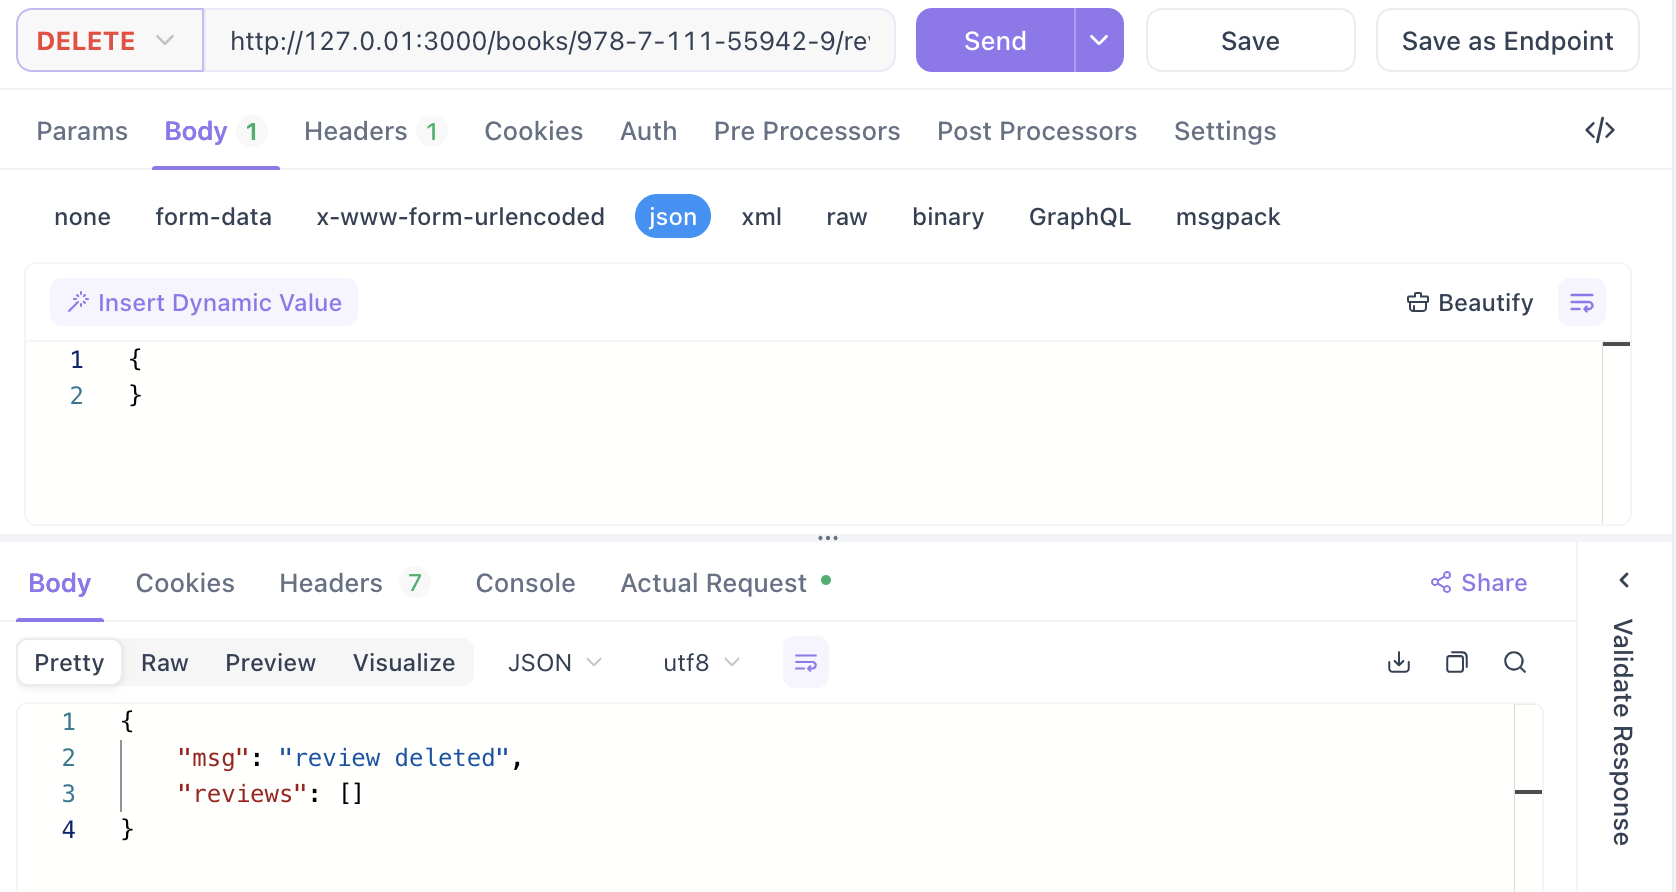 DELETE http://127.0.01:3000/books/978-7-111-55942-9/re Send Save Save as Endpoint
Params Body 1 Headers 1 Cookies Auth Pre Processors Post Processors Settings </>
none form-data x-www-form-urlencoded json xml raw binary GraphQL msgpack
Insert Dynamic Value Beautify
1 {
2 }
Body Cookies Headers 7 Console Actual Request Share
Pretty Raw Preview Visualize JSON utf8
1 {
2 "msg": "review deleted",
3 "reviews": []
4 }
Validate Response